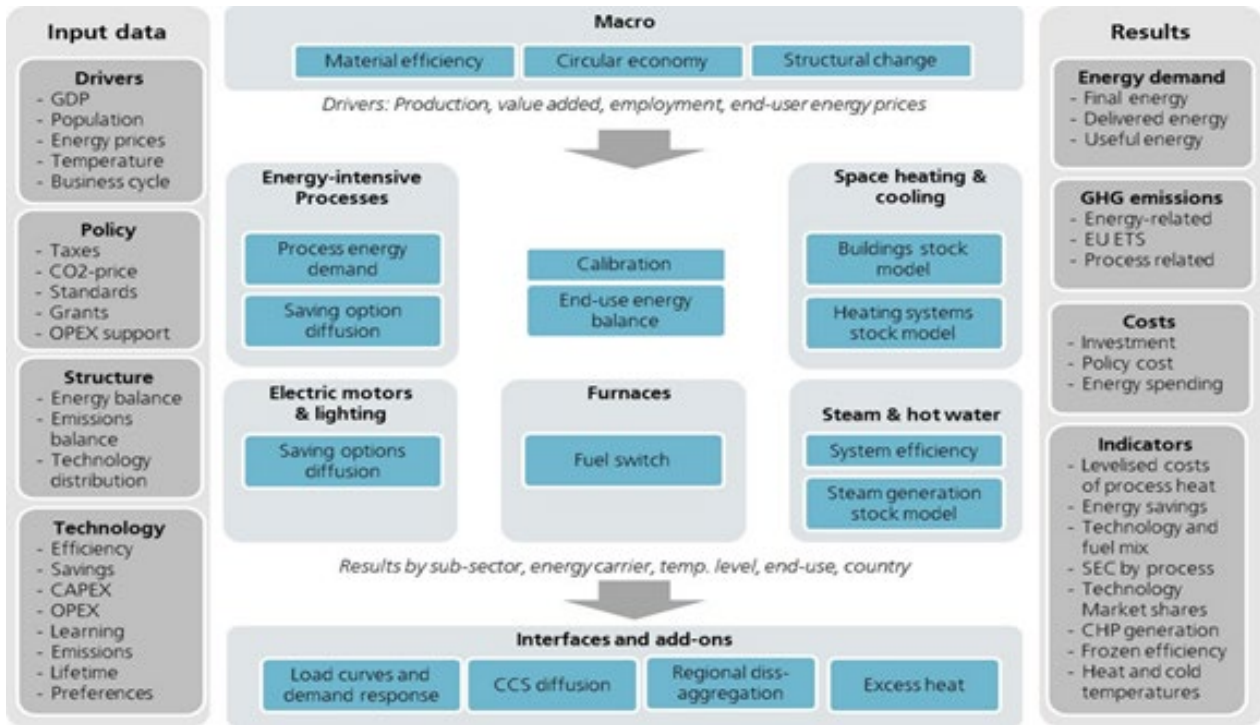 Input data
Drivers
- GDP
- Population
- Energy prices
- Temperature
- Business cycle
Policy
- Taxes
- CO2-price
- Standards
- Grants
- OPEX support
Structure
- Energy balance
- Emissions
balance
- Technology
distribution
Technology
- Efficiency
- Savings
- CAPEX
- OPEX
- Learning
- Emissions
- Lifetime
- Preferences
Macro
Material efficiency
Circular economy
Structural change
Drivers: Production, value added, employment, end-user energy prices
Energy-intensive
Processes
Process energy
demand
Saving option
diffusion
Calibration
End-use energy
balance
Space heating &
cooling
Buildings stock
model
Heating systems
stock model
Electric motors
& lighting
Saving options
diffusion
Furnaces
Fuel switch
Steam & hot water
System efficiency
Steam generation
stock model
Results by sub-sector, energy carrier, temp. level, end-use, country
Interfaces and add-ons
Load curves and
demand response
CCS diffusion
Regional diss-
aggregation
Excess heat
Results
Energy demand
- Final energy
- Delivered energy
- Useful energy
GHG emissions
- Energy-related
- EU ETS
- Process related
Costs
- Investment
- Policy cost
- Energy spending
Indicators
- Levelised costs
of process heat
- Energy savings
- Technology and
fuel mix
- SEC by process
- Technology
Market shares
- CHP generation
- Frozen efficiency
- Heat and cold
temperatures